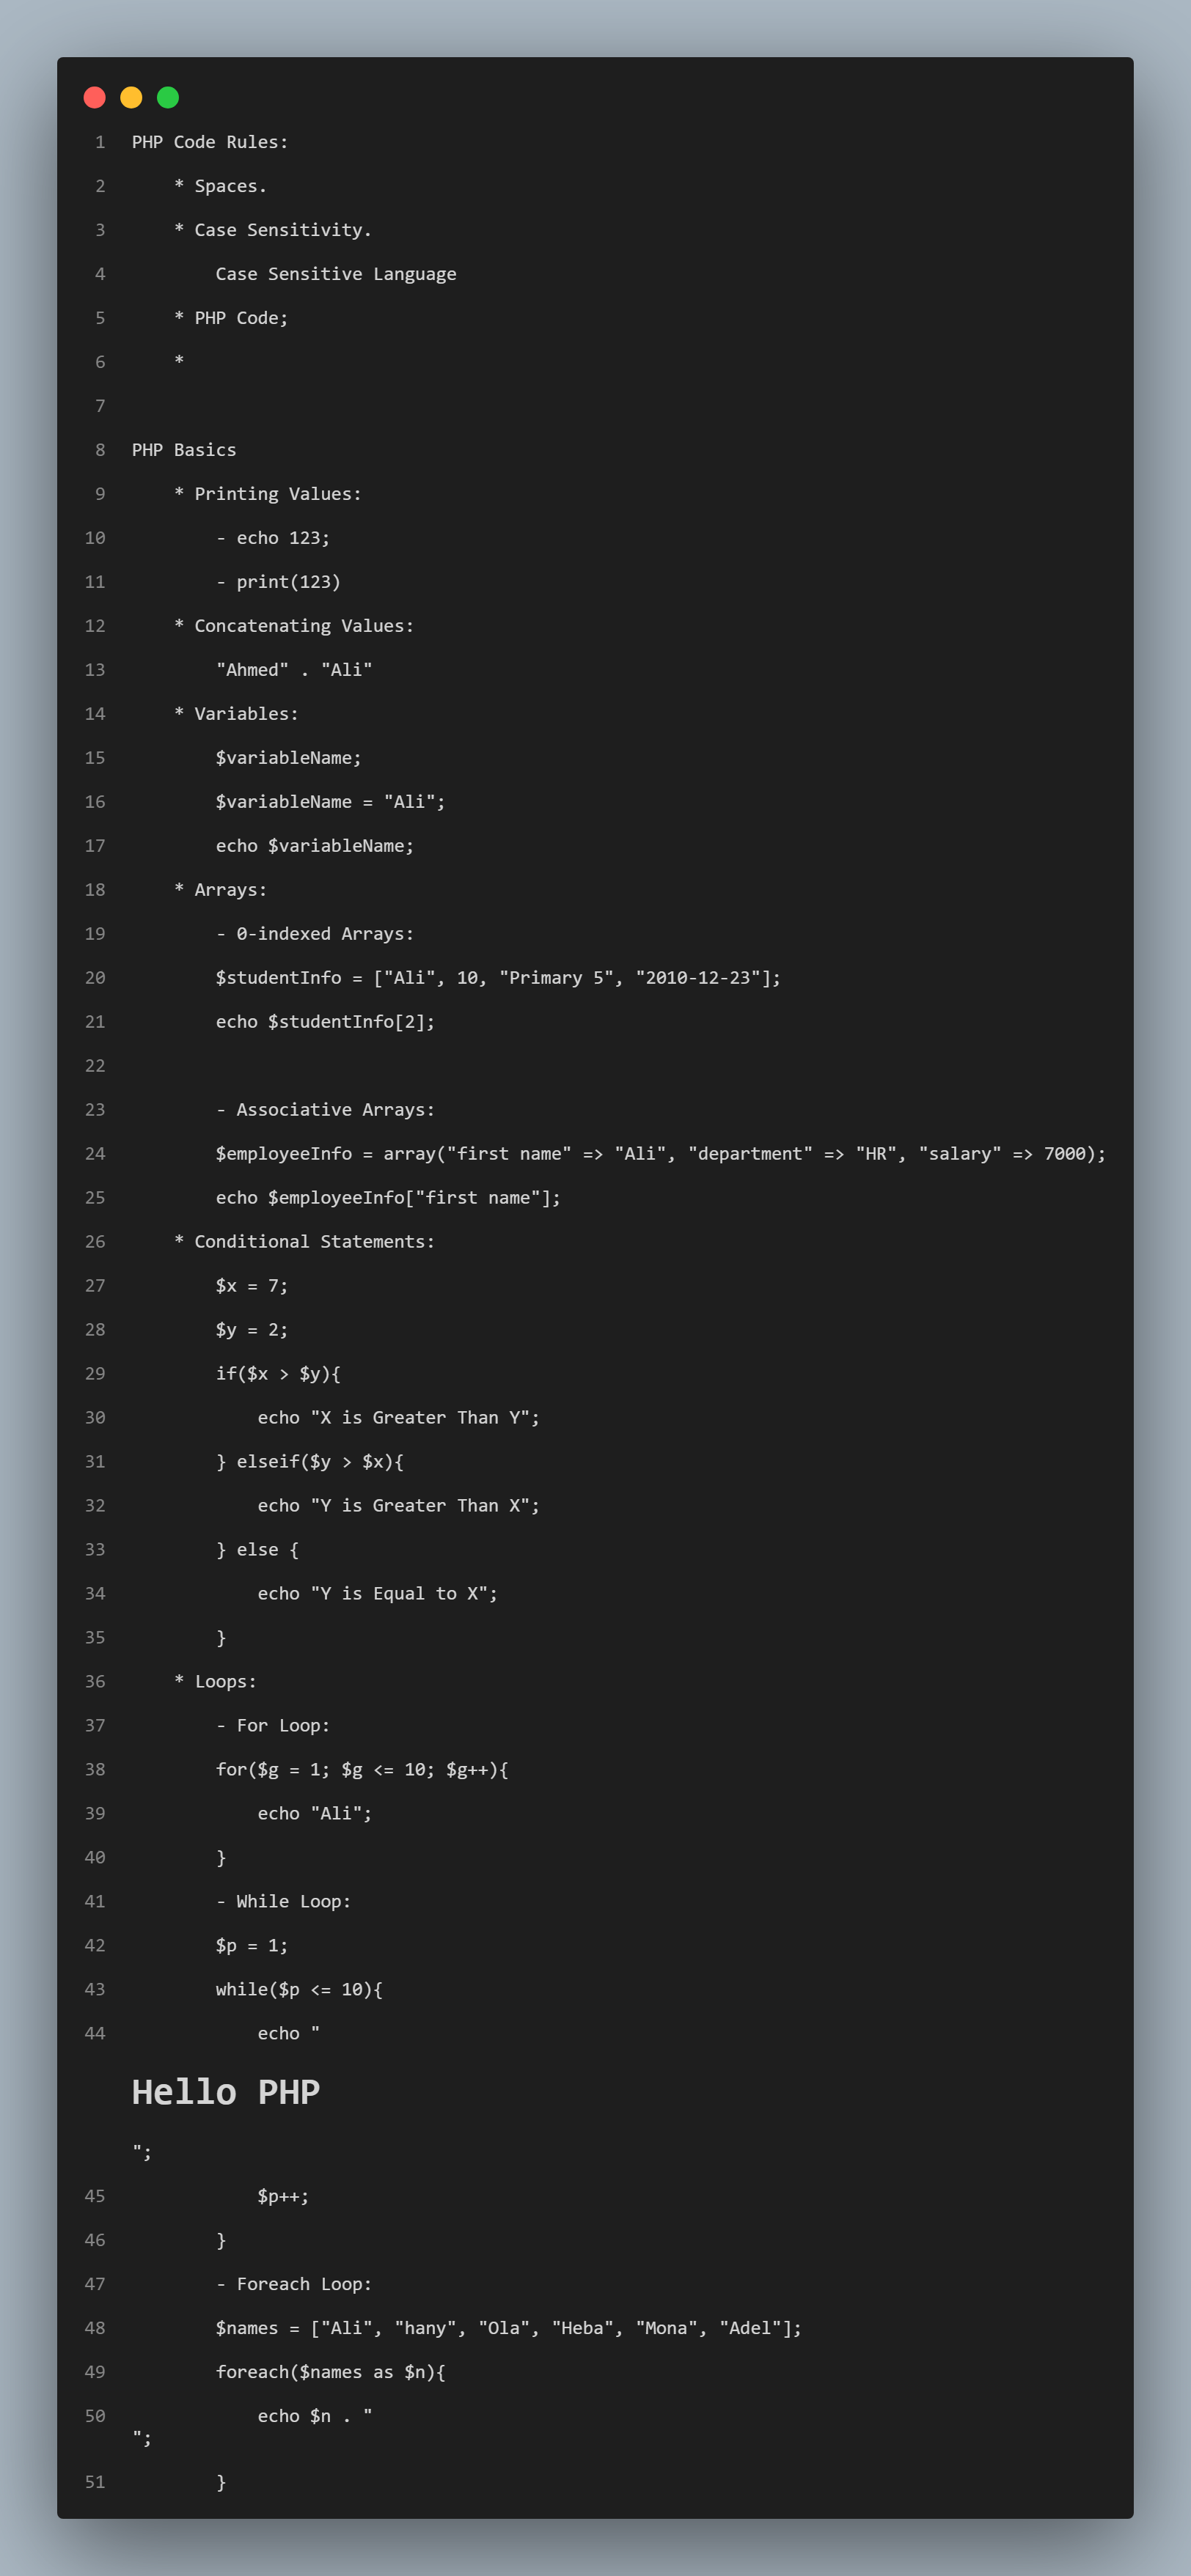 1 PHP Code Rules:
2 * Spaces.
3 * Case Sensitivity.
4 Case Sensitive Language
5 * PHP Code;
6 *
7
8 PHP Basics
9 * Printing Values:
10 - echo 123;
11 - print(123)
12 * Concatenating Values:
13 "Ahmed" . "Ali"
14 * Variables:
15 $variableName;
16 $variableName = "Ali";
17 echo $variableName;
18 * Arrays:
19 - 0-indexed Arrays:
20 $studentInfo = ["Ali", 10, "Primary 5", "2010-12-23"];
21 echo $studentInfo[2];
22
23 - Associative Arrays:
24 $employeeInfo = array("first name" => "Ali", "department" => "HR", "salary" => 7000);
25 echo $employeeInfo["first name"];
26 * Conditional Statements:
27 $x = 7;
28 $y = 2;
29 if($x > $y){
30 echo "X is Greater Than Y";
31 } elseif($y > $x){
32 echo "Y is Greater Than X";
33 } else {
34 echo "Y is Equal to X";
35 }
36 * Loops:
37 - For Loop:
38 for($g = 1; $g <= 10; $g++){
39 echo "Ali";
40 }
41 - While Loop:
42 $p = 1;
43 while($p <= 10){
44 echo "
Hello PHP
";
45 $p++;
46 }
47 - Foreach Loop:
48 $names = ["Ali", "hany", "Ola", "Heba", "Mona", "Adel"];
49 foreach($names as $n){
50 echo $n . "
";
51 }